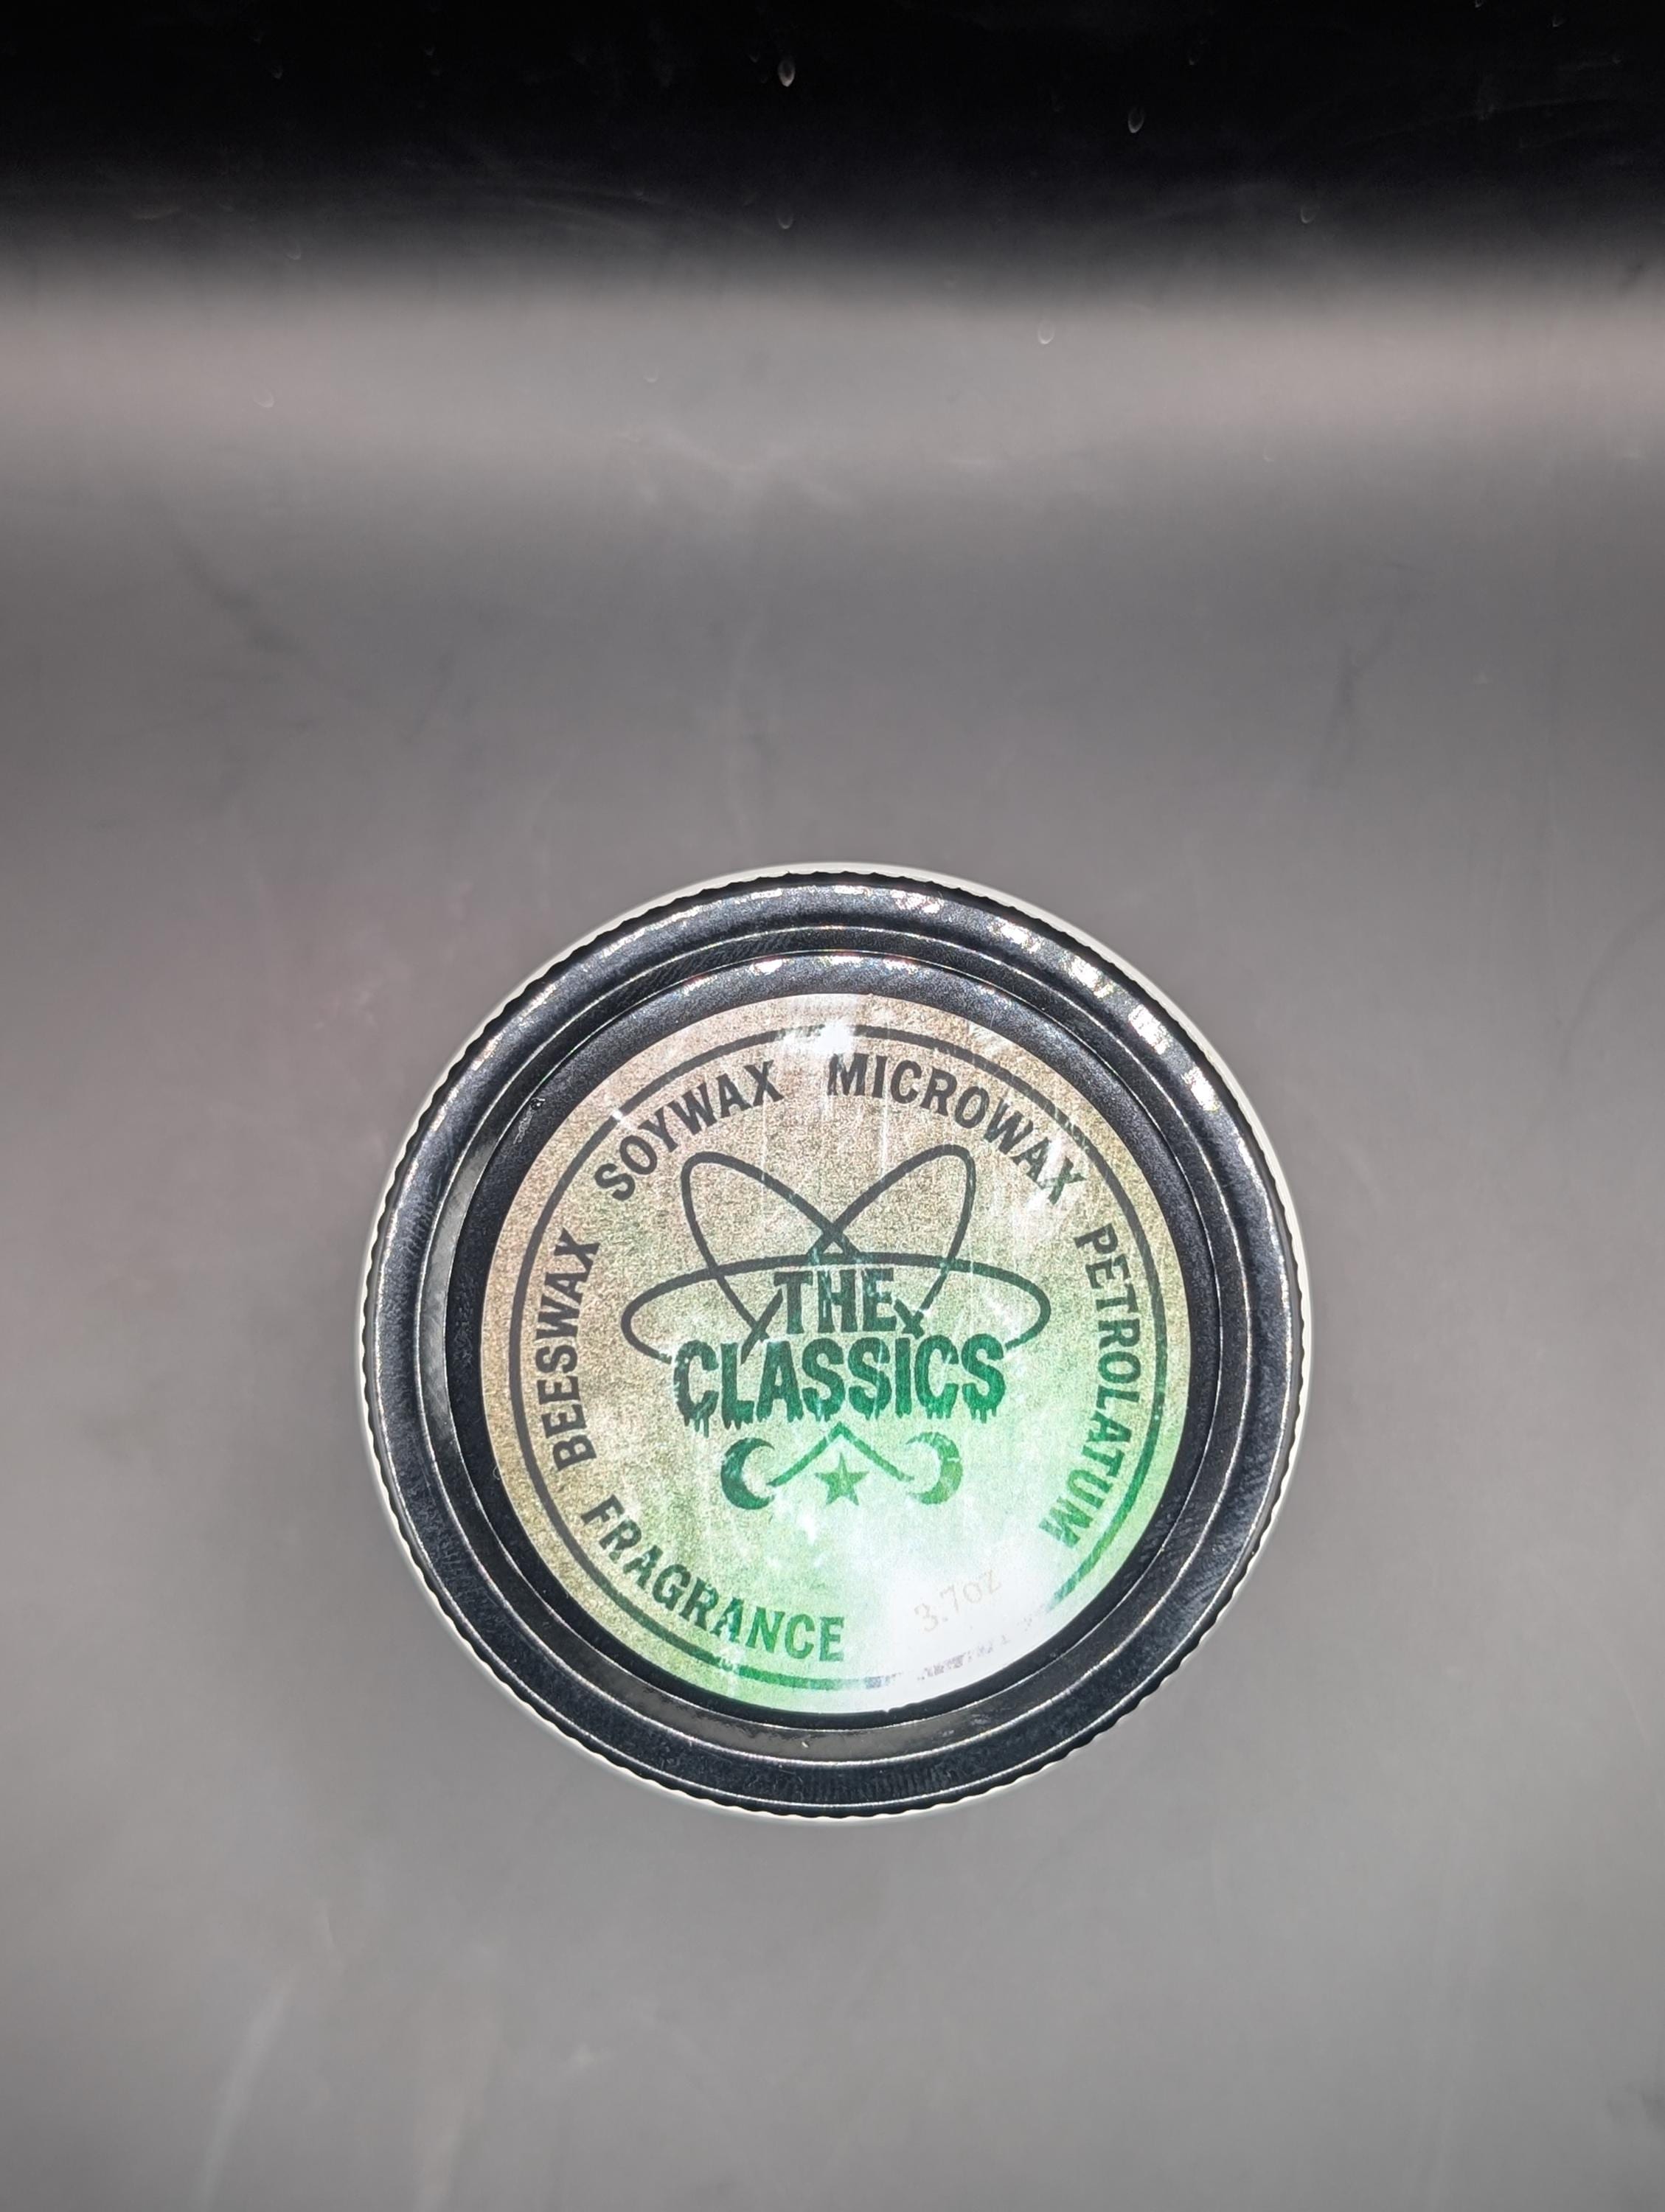 BEESWAX SOYWAX MICROWAX PETROLATUM
THE
CLASSICS
FRAGRANCE
3.7oz